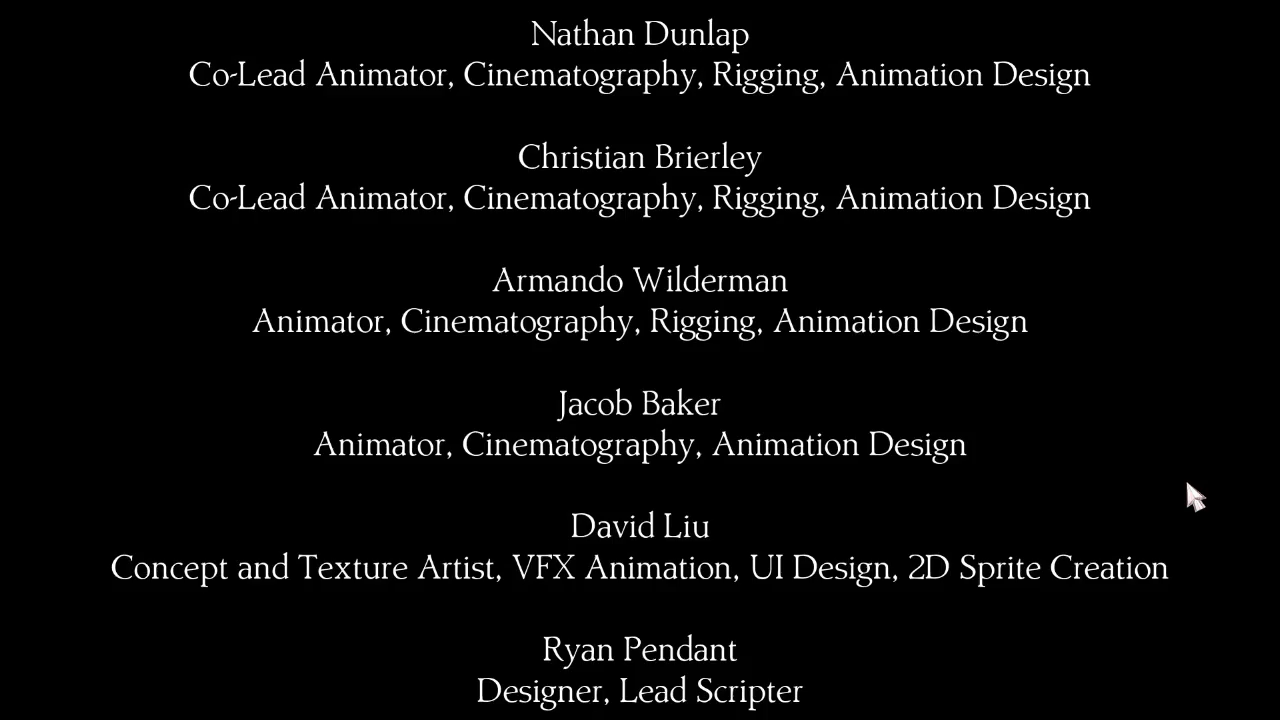 Nathan Dunlap
Co-Lead Animator, Cinematography, Rigging, Animation Design
Christian Brierley
Co-Lead Animator, Cinematography, Rigging, Animation Design
Armando Wilderman
Animator, Cinematography, Rigging, Animation Design
Jacob Baker
Animator, Cinematography, Animation Design
David Liu
Concept and Texture Artist, VFX Animation, UI Design, 2D Sprite Creation
Ryan Pendant
Designer, Lead Scripter